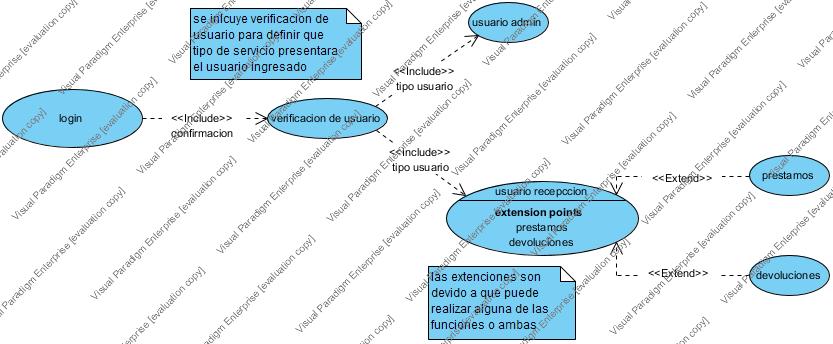 se inlcuye verificacion de
usuario para definir que
tipo de servicio presentara
el usuario ingresado
usuario admin
<<Include>>
tipo usuario
login
<<Include>>
confirmacion
verificacion de usuario
<<Include>>
tipo usuario
usuario recepccion
extension points
prestamos
devoluciones
<<Extend>>
prestamos
<<Extend>>
devoluciones
las extenciones son
devido a que puede
realizar alguna de las
funciones o ambas
Visual Paradigm Enterprise [evaluation copy]